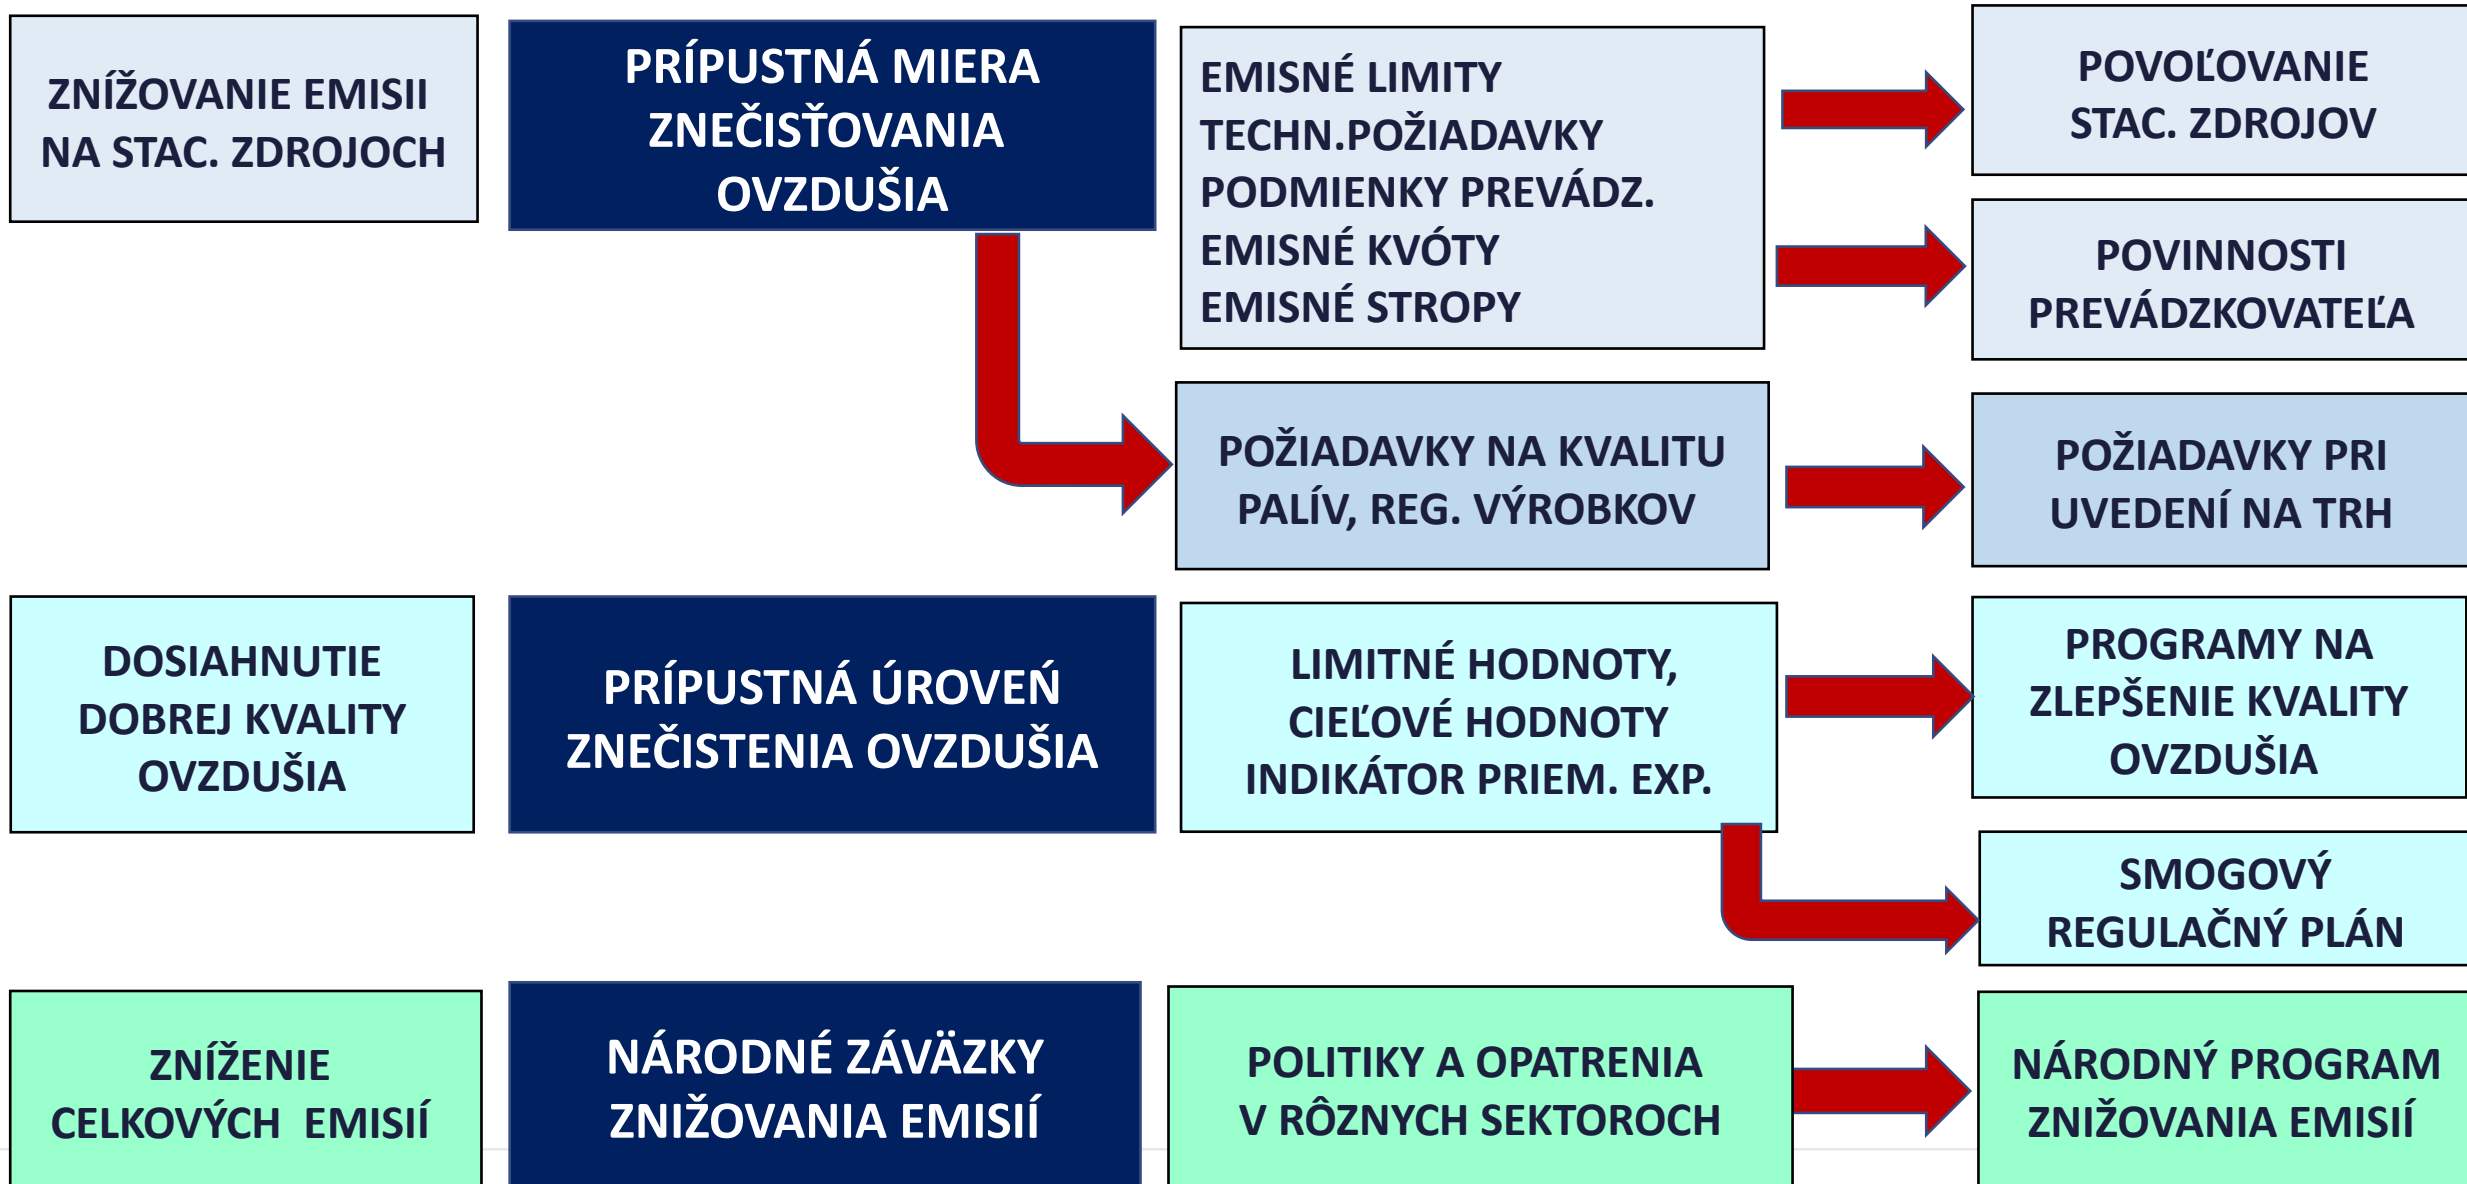 ZNÍŽOVANIE EMISII
NA STAC. ZDROJOCH
PRÍPUSTNÁ MIERA
ZNEČISŤOVANIA
OVZDUŠIA
EMISNÉ LIMITY
TECHN.POŽIADAVKY
PODMIENKY PREVÁDZ.
EMISNÉ KVÓTY
EMISNÉ STROPY
POVOĽOVANIE
STAC. ZDROJOV
POVINNOSTI
PREVÁDZKOVATEĽA
POŽIADAVKY NA KVALITU
PALÍV, REG. VÝROBKOV
POŽIADAVKY PRI
UVEDENÍ NA TRH
DOSIAHNUTIE
DOBREJ KVALITY
OVZDUŠIA
PRÍPUSTNÁ ÚROVEŇ
ZNEČISTENIA OVZDUŠIA
LIMITNÉ HODNOTY,
CIEĽOVÉ HODNOTY
INDIKÁTOR PRIEM. EXP.
PROGRAMY NA
ZLEPŠENIE KVALITY
OVZDUŠIA
SMOGOVÝ
REGULAČNÝ PLÁN
ZNÍŽENIE
CELKOVÝCH  EMISIÍ
NÁRODNÉ ZÁVÄZKY
ZNIŽOVANIA EMISIÍ
POLITIKY A OPATRENIA
V RÔZNYCH SEKTOROCH
NÁRODNÝ PROGRAM
ZNIŽOVANIA EMISIÍ